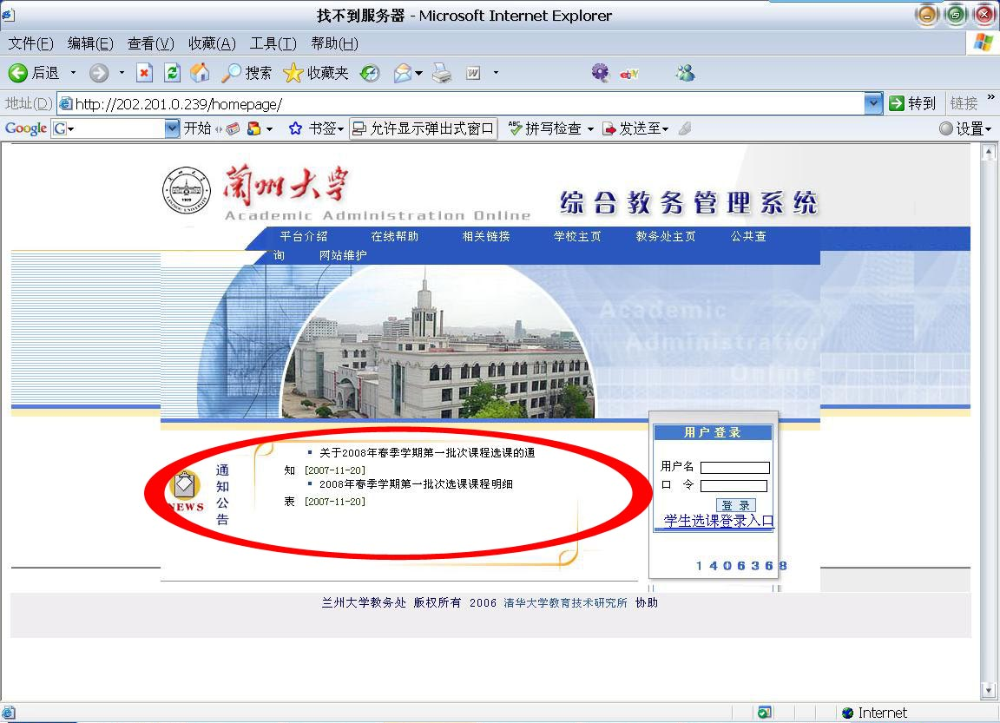 找不到服务器 - Microsoft Internet Explorer
文件(F) 编辑(E) 查看(V) 收藏(A) 工具(T) 帮助(H)
后退 搜索 收藏夹 W
地址(D) http://202.201.0.239/homepage/ 转到 链接 »
Google G 开始 书签 允许显示弹出式窗口 ABC 拼写检查 发送至 设置
兰州大学
Academic Administration Online
综合教务管理系统
1909
平台介绍 在线帮助 相关链接 学校主页 教务处主页 公共查
询 网站维护
Academic
Administration
Online
用户登录
用户名
口 令
登 录
学生选课登录入口
1406368
NEWS
通知公告
关于2008年春季学期第一批次课程选课的通
知 [2007-11-20]
2008年春季学期第一批次选课课程明细
表 [2007-11-20]
兰州大学教务处 版权所有 2006 清华大学教育技术研究所 协助
Internet